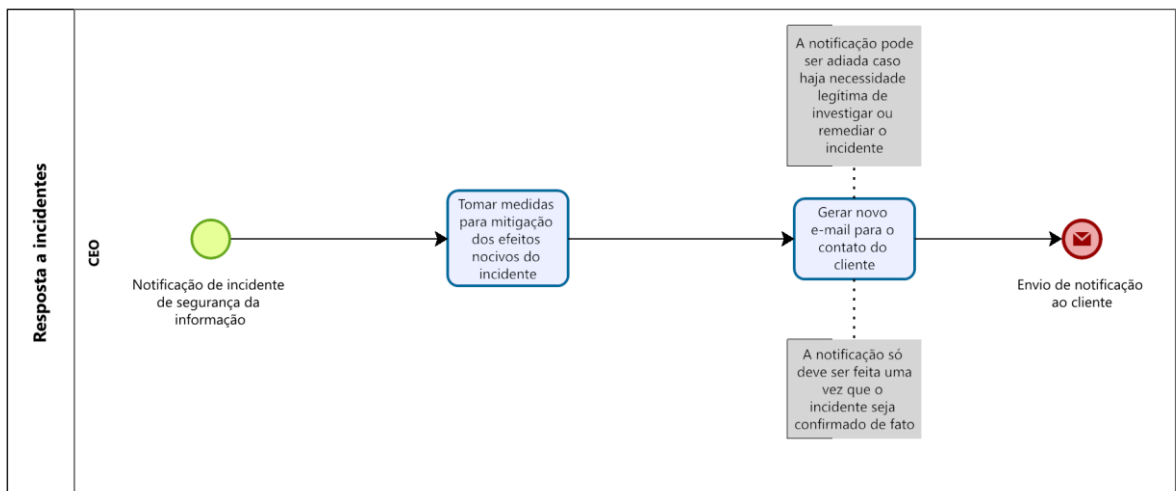 Resposta a incidentes
CEO
Notificação de incidente
de segurança da
informação
Tomar medidas
para mitigação
dos efeitos
nocivos do
incidente
A notificação pode
ser adiada caso
haja necessidade
legítima de
investigar ou
remediar o
incidente
Gerar novo
e-mail para o
contato do
cliente
A notificação só
deve ser feita uma
vez que o
incidente seja
confirmado de fato
Envio de notificação
ao cliente